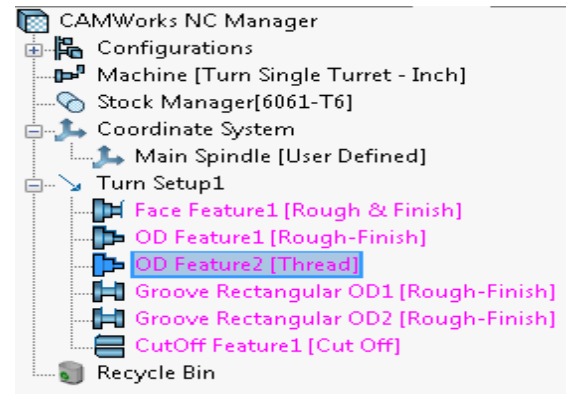 CAMWorks NC Manager
Configurations
Machine [Turn Single Turret - Inch]
Stock Manager[6061-T6]
Coordinate System
Main Spindle [User Defined]
Turn Setup1
Face Feature1 [Rough & Finish]
OD Feature1 [Rough-Finish]
OD Feature2 [Thread]
Groove Rectangular OD1 [Rough-Finish]
Groove Rectangular OD2 [Rough-Finish]
CutOff Feature1 [Cut Off]
Recycle Bin